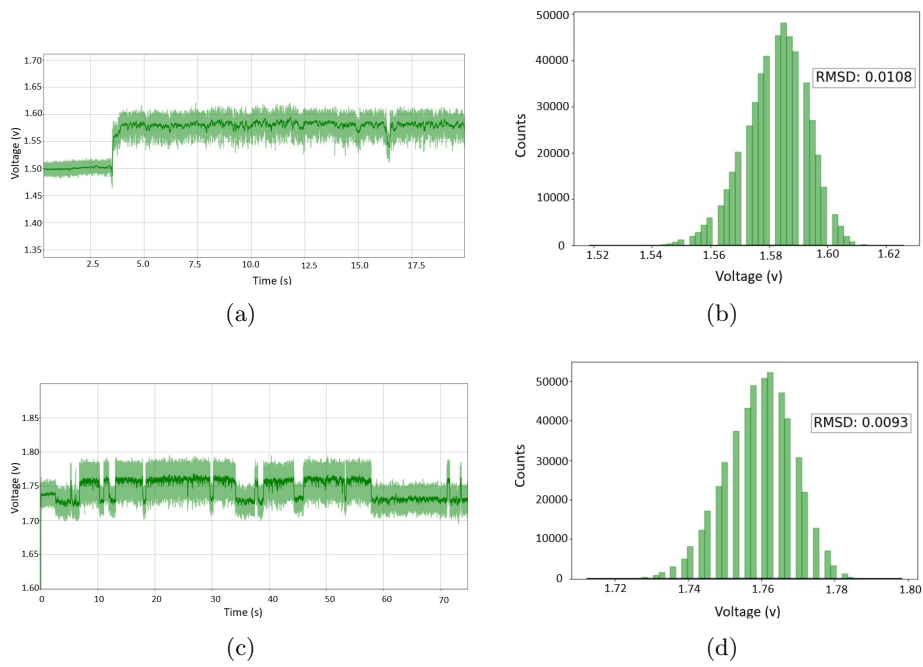 1.70
1.65
1.60
1.55
1.50
1.45
1.40
1.35
Voltage (v)
2.5 5.0 7.5 10.0 12.5 15.0 17.5
Time (s)
(a)
50000
40000
30000
20000
10000
0
Counts
RMSD: 0.0108
1.52 1.54 1.56 1.58 1.60 1.62
Voltage (v)
(b)
1.85
1.80
1.75
1.70
1.65
1.60
Voltage (v)
0 10 20 30 40 50 60 70
Time (s)
(c)
50000
40000
30000
20000
10000
0
Counts
RMSD: 0.0093
1.72 1.74 1.76 1.78 1.80
Voltage (v)
(d)